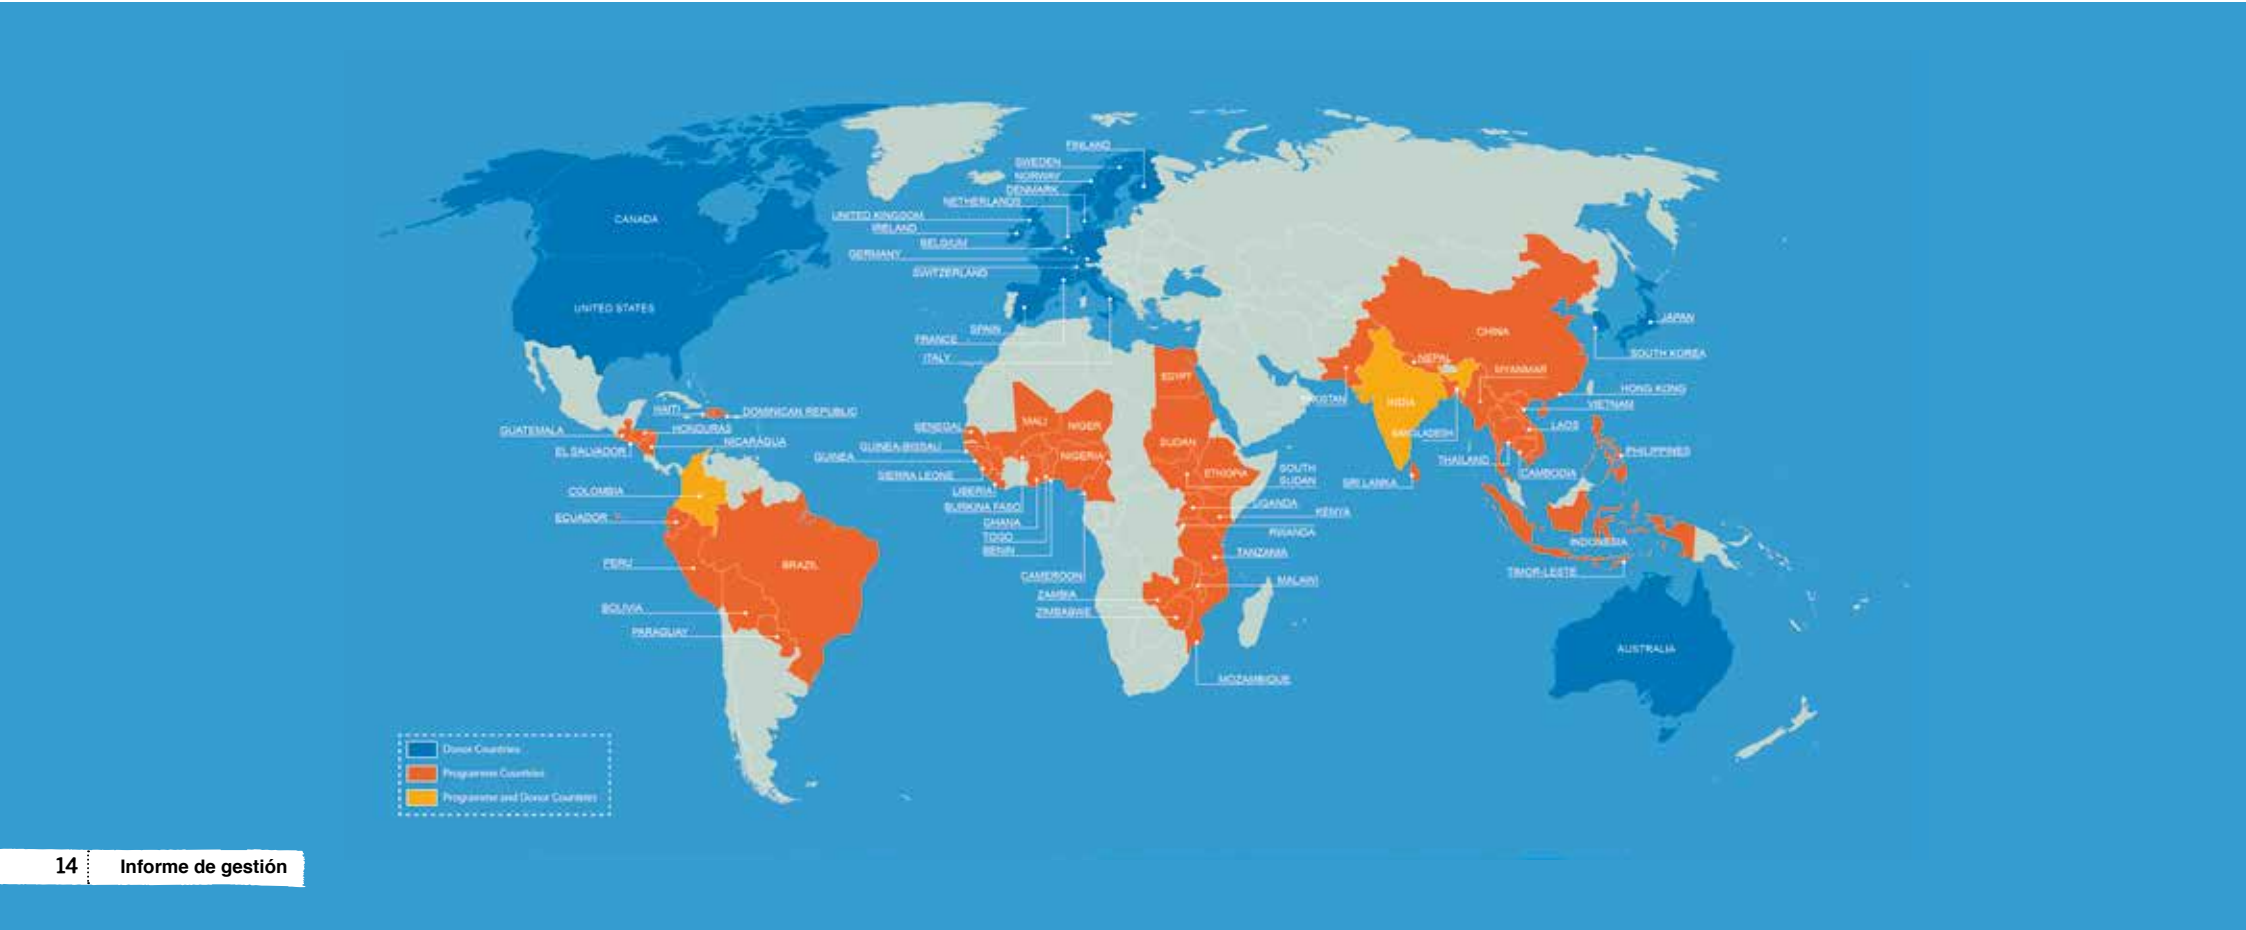 FINLAND
SWEDEN
NORWAY
DENMARK
NETHERLANDS
UNITED KINGDOM
IRELAND
BELGIUM
GERMANY
SWITZERLAND
CANADA
UNITED STATES
SPAIN
FRANCE
ITALY
JAPAN
SOUTH KOREA
CHINA
NEPAL
MYANMAR
HONG KONG
VIETNAM
LAOS
PHILIPPINES
INDIA
BANGLADESH
THAILAND
CAMBODIA
SRI LANKA
INDONESIA
TIMOR-LESTE
AUSTRALIA
EGYPT
MALI
NIGER
NIGERIA
SUDAN
ETHIOPIA
SOUTH
SUDAN
UGANDA
KENYA
RWANDA
TANZANIA
MALAWI
MOZAMBIQUE
SENEGAL
GUINEA-BISSAU
GUINEA
SIERRA LEONE
LIBERIA
BURKINA FASO
GHANA
TOGO
BENIN
CAMEROON
ZAMBIA
ZIMBABWE
HAITI
DOMINICAN REPUBLIC
GUATEMALA
HONDURAS
NICARAGUA
EL SALVADOR
COLOMBIA
ECUADOR
PERU
BRAZIL
BOLIVIA
PARAGUAY
Donor Countries
Programme Countries
Programme and Donor Countries
14 Informe de gestión